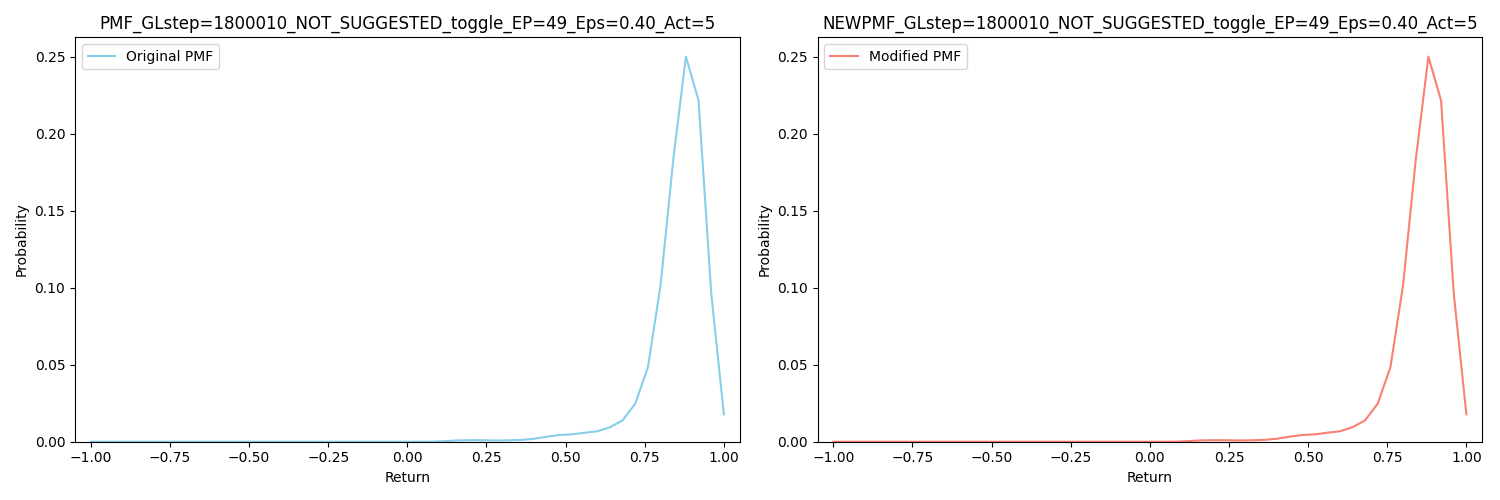 PMF_GLstep=1800010_NOT_SUGGESTED_toggle_EP=49_Eps=0.40_Act=5
Original PMF
0.25
0.20
0.15
0.10
0.05
0.00
Probability
−1.00 −0.75 −0.50 −0.25 0.00 0.25 0.50 0.75 1.00
Return
NEWPMF_GLstep=1800010_NOT_SUGGESTED_toggle_EP=49_Eps=0.40_Act=5
Modified PMF
0.25
0.20
0.15
0.10
0.05
0.00
Probability
−1.00 −0.75 −0.50 −0.25 0.00 0.25 0.50 0.75 1.00
Return